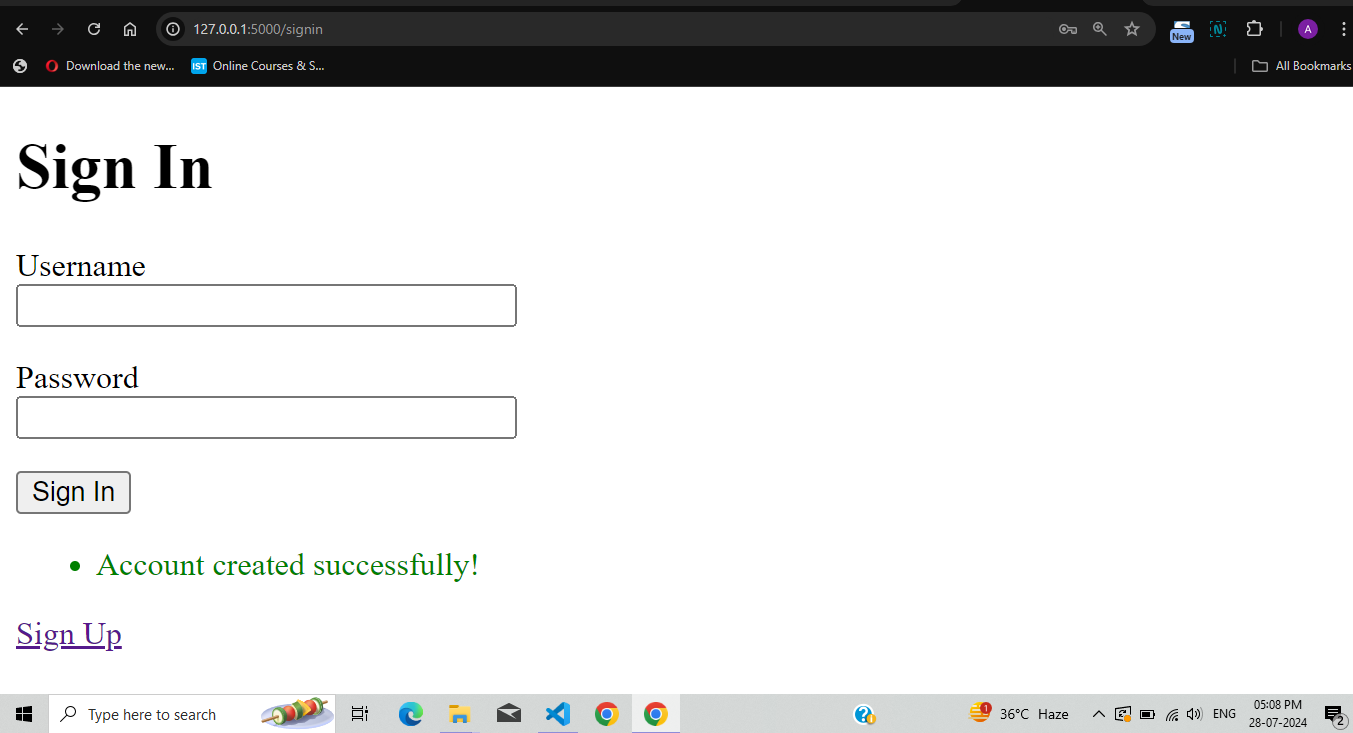 127.0.0.1:5000/signin
New
N
A
Download the new...
IST
Online Courses & S...
All Bookmarks
Sign In
Username
Password
Sign In
Account created successfully!
Sign Up
Type here to search
1
36°C Haze
ENG
05:08 PM
28-07-2024
2